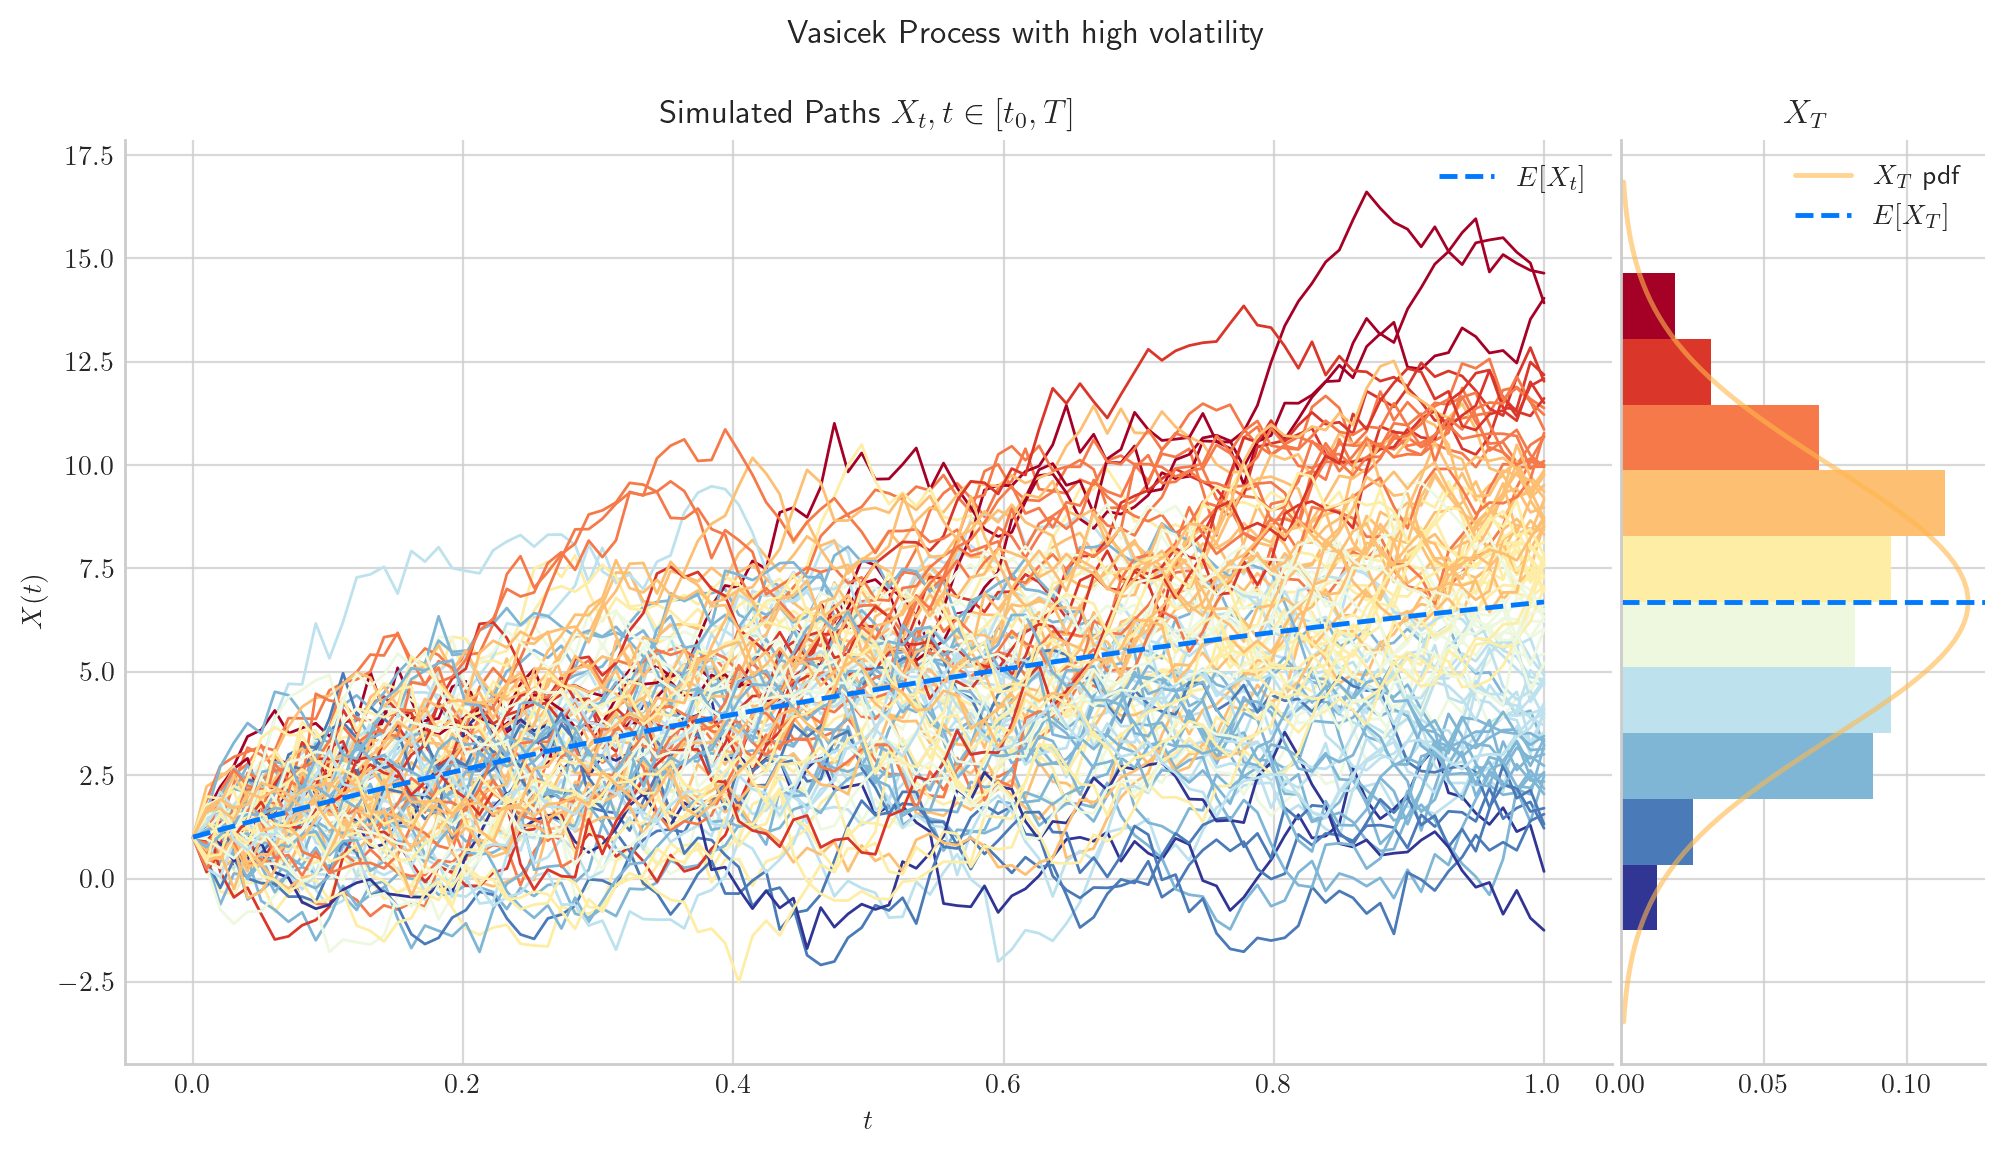 Vasicek Process with high volatility
Simulated Paths $X_t, t \in [t_0, T]$
$X_T$
17.5
15.0
12.5
10.0
7.5
5.0
2.5
0.0
−2.5
$X(t)$
$E[X_t]$
$X_T$ pdf
$E[X_T]$
0.0 0.2 0.4 0.6 0.8 1.0
0.00 0.05 0.10
$t$